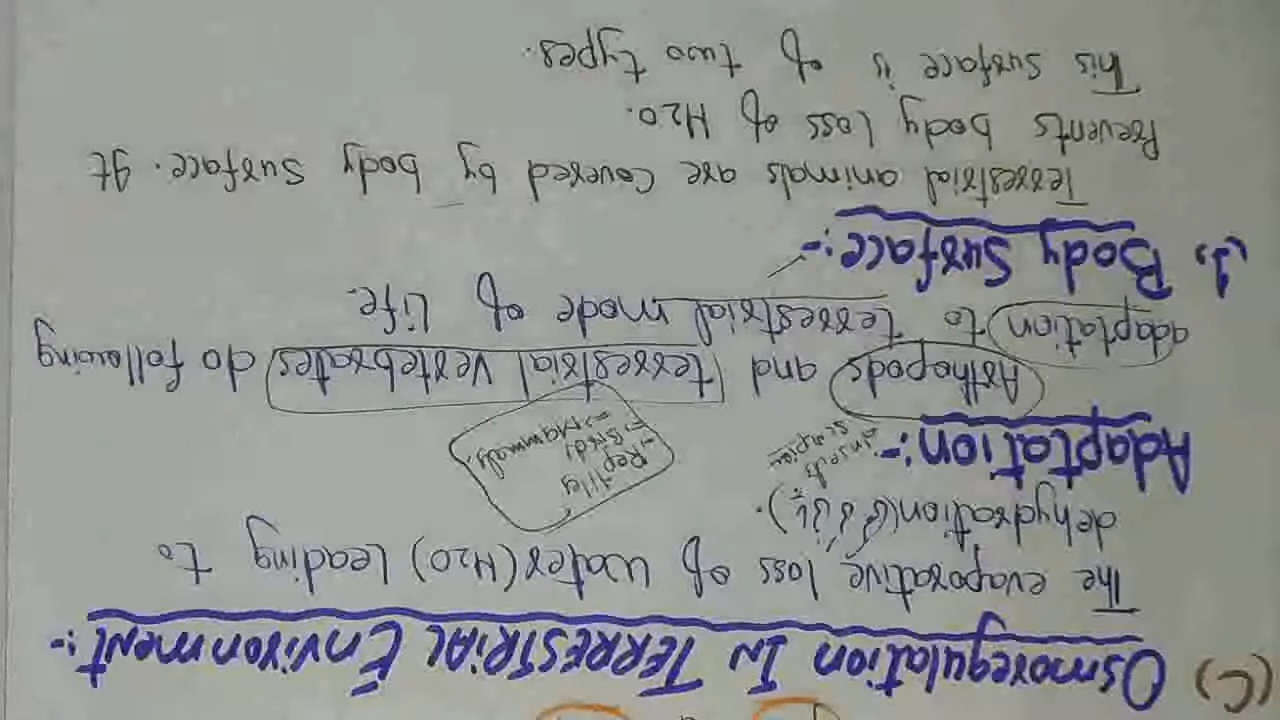 (C) Osmoregulation In TERRESTRIAL Environment:-
The evaporative loss of water (H2O) Leading to
dehydration( ).
Adaptation:-
insects
scorpion
Reptiles
Birds
Mammals.
Arthopods and terrestrial vertebrates do following
adaptation to terrestrial mode of Life.
1, Body Surface:-
Terrestrial animals are covered by body surface. It
Prevents body loss of H2O.
This surface is of two types.